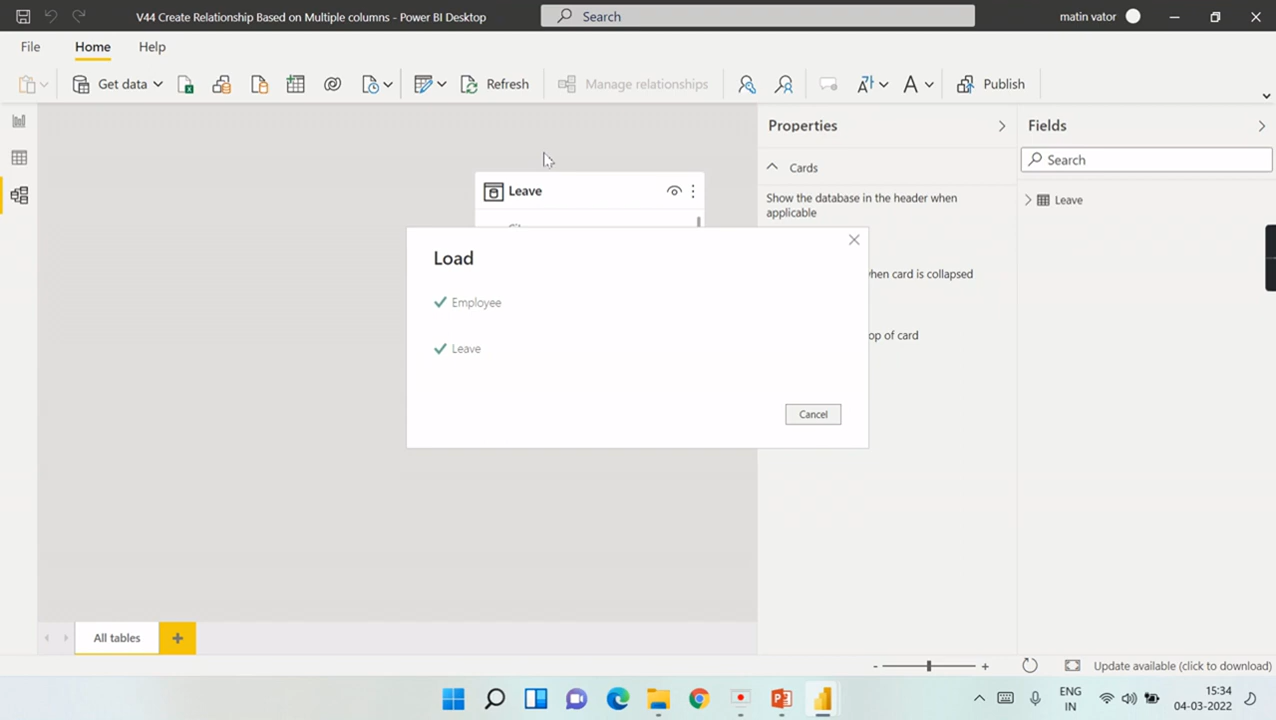 V44 Create Relationship Based on Multiple columns - Power BI Desktop
Search
matin vator
File
Home
Help
Get data
Refresh
Manage relationships
Publish
Properties
Fields
Cards
Search
Show the database in the header when
applicable
Leave
Leave
hen card is collapsed
op of card
Load
Employee
Leave
Cancel
All tables
Update available (click to download)
ENG
IN
15:34
04-03-2022